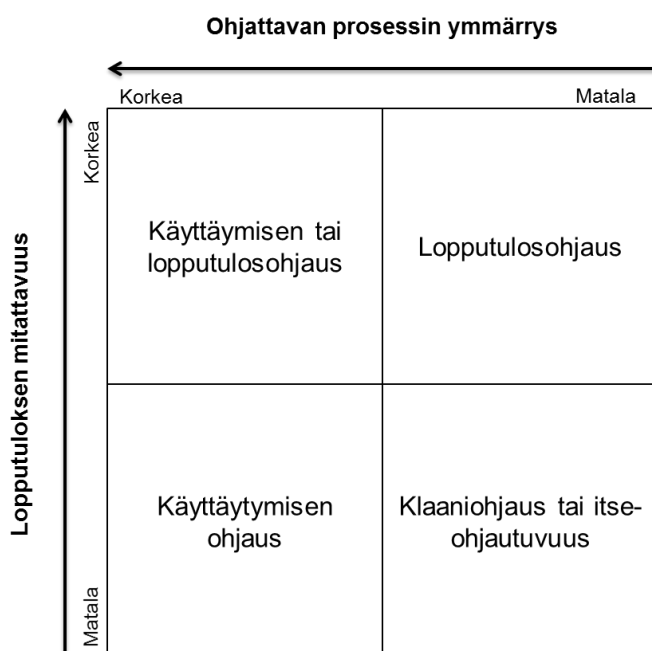 Ohjattavan prosessin ymmärrys
Korkea
Matala
Lopputuloksen mitattavuus
Korkea
Käyttäymisen tai
lopputulosohjaus
Lopputulosohjaus
Käyttäytymisen
ohjaus
Klaaniohjaus tai itse-
ohjautuvuus
Matala